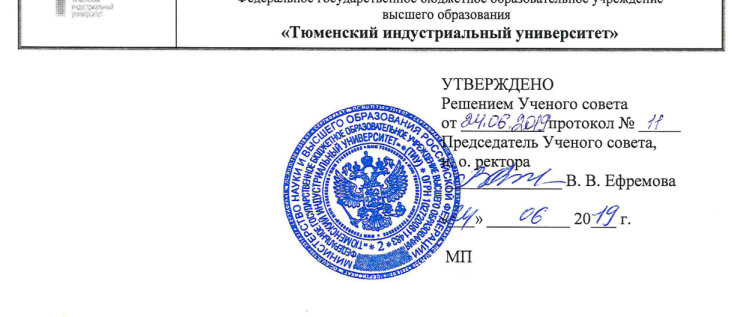 индустриальный
университет
Федеральное государственное бюджетное образовательное учреждение
высшего образования
«Тюменский индустриальный университет»
УТВЕРЖДЕНО
Решением Ученого совета
от 24.06.2019 протокол № 11
Председатель Ученого совета,
и. о. ректора
В. В. Ефремова
«24» 06 2019 г.
МП
МИНИСТЕРСТВО НАУКИ И ВЫСШЕГО ОБРАЗОВАНИЯ РОССИЙСКОЙ ФЕДЕРАЦИИ
ФЕДЕРАЛЬНОЕ ГОСУДАРСТВЕННОЕ БЮДЖЕТНОЕ ОБРАЗОВАТЕЛЬНОЕ УЧРЕЖДЕНИЕ ВЫСШЕГО ОБРАЗОВАНИЯ
«ТЮМЕНСКИЙ ИНДУСТРИАЛЬНЫЙ УНИВЕРСИТЕТ» (ТИУ) * ОГРН 1027200811483 * 2 *